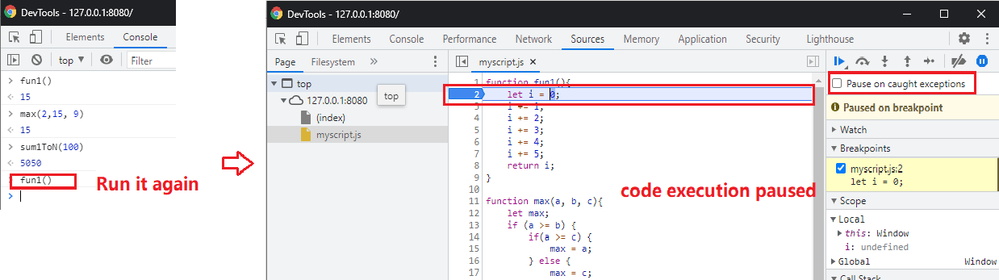 DevTools - 127.0.0.1:8080/
Elements Console
top ▾ Filter
> fun1()
< 15
> max(2,15, 9)
< 15
> sum1ToN(100)
< 5050
fun1()
>
Run it again
DevTools - 127.0.0.1:8080/
Elements Console Performance Network Sources Memory Application Security Lighthouse
Page Filesystem »
top
127.0.0.1:8080
(index)
myscript.js
top
myscript.js ×
1 function fun1(){
2 let i = 0;
3 i += 1;
4 i += 2;
5 i += 3;
6 i += 4;
7 i += 5;
8 return i;
9 }
10
11 function max(a, b, c){
12 let max;
13 if (a >= b) {
14 if(a >= c) {
15 max = a;
16 } else {
17 max = c;
code execution paused
Pause on caught exceptions
Paused on breakpoint
Watch
Breakpoints
myscript.js:2
let i = 0;
Scope
Local
this: Window
i: undefined
Global Window
Call Stack